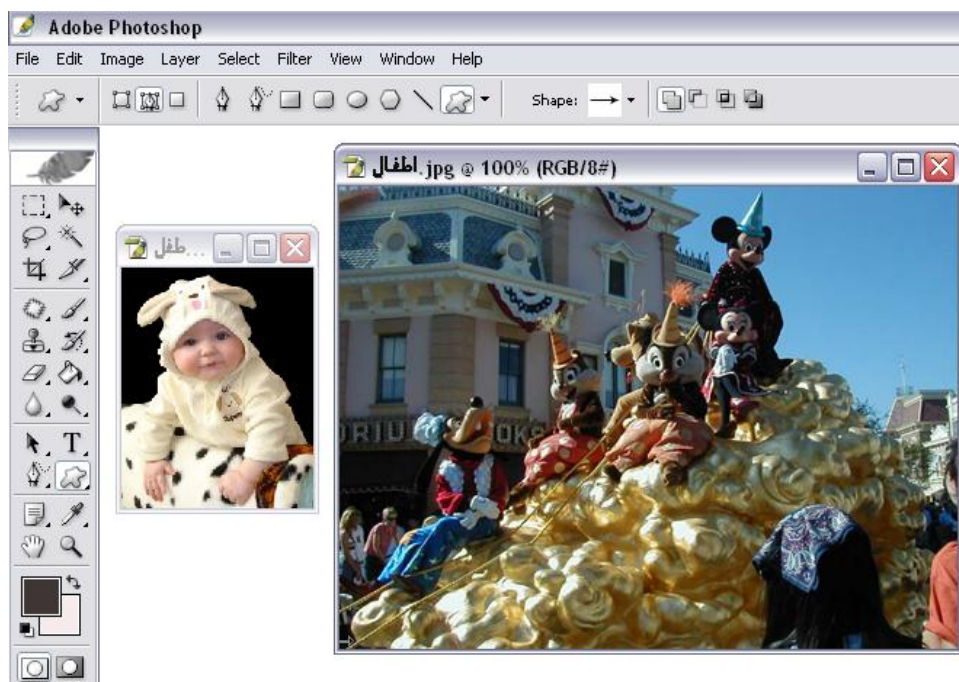 Adobe Photoshop
File Edit Image Layer Select Filter View Window Help
Shape:
اطفال.jpg @ 100% (RGB/8#)
طفل...
T